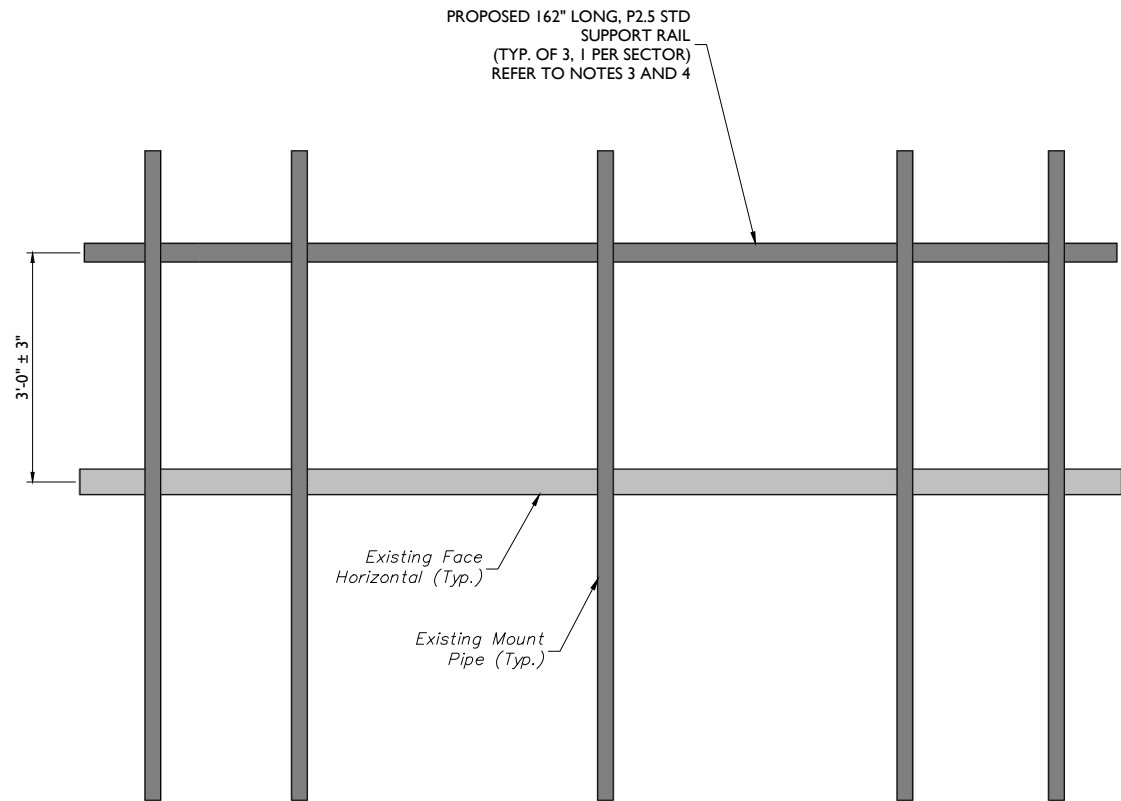 PROPOSED 162" LONG, P2.5 STD
SUPPORT RAIL
(TYP. OF 3, 1 PER SECTOR)
REFER TO NOTES 3 AND 4
3'-0" ± 3"
Existing Face
Horizontal (Typ.)
Existing Mount
Pipe (Typ.)